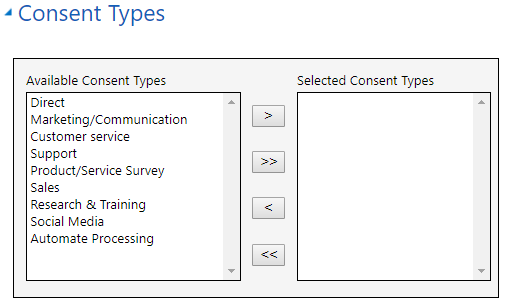 Consent Types
Available Consent Types
Selected Consent Types
Direct
Marketing/Communication
Customer service
Support
Product/Service Survey
Sales
Research & Training
Social Media
Automate Processing
>
>>
<
<<